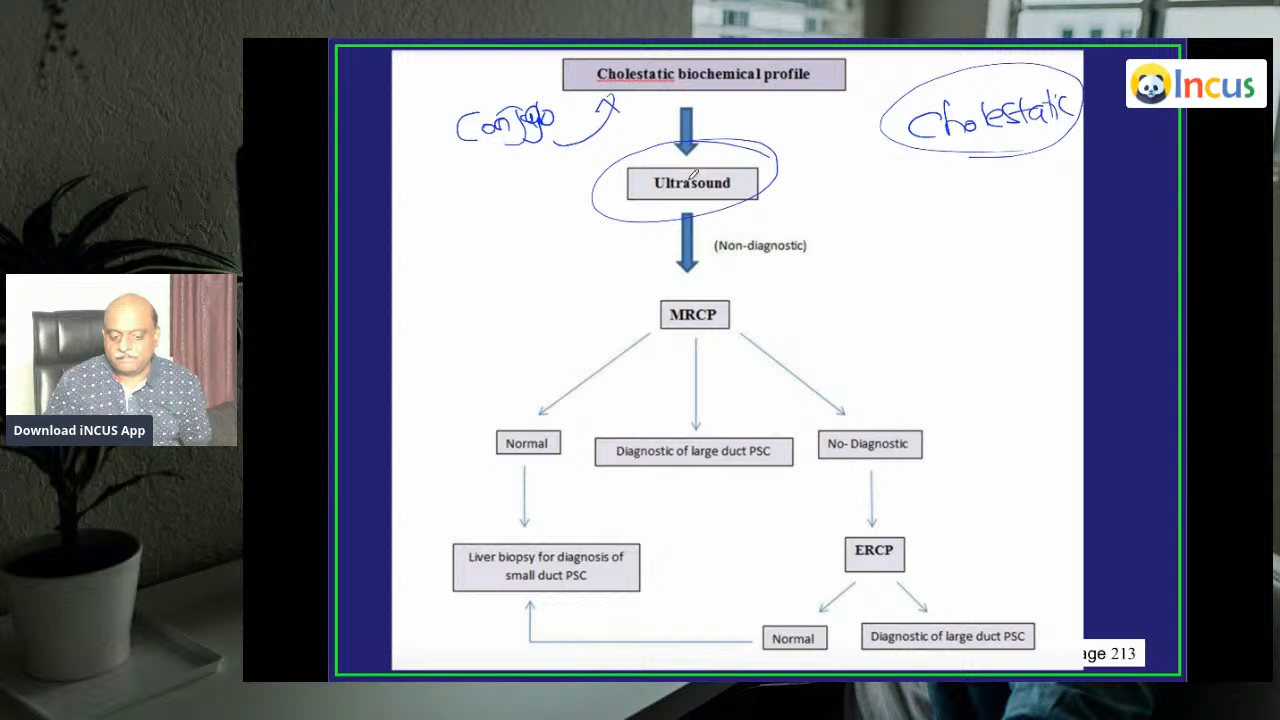 Cholestatic biochemical profile
Incus
Cholestatic
Ultrasound
(Non-diagnostic)
MRCP
Normal
Diagnostic of large duct PSC
No- Diagnostic
Download iNCUS App
Liver biopsy for diagnosis of
small duct PSC
ERCP
Normal
Diagnostic of large duct PSC
age 213